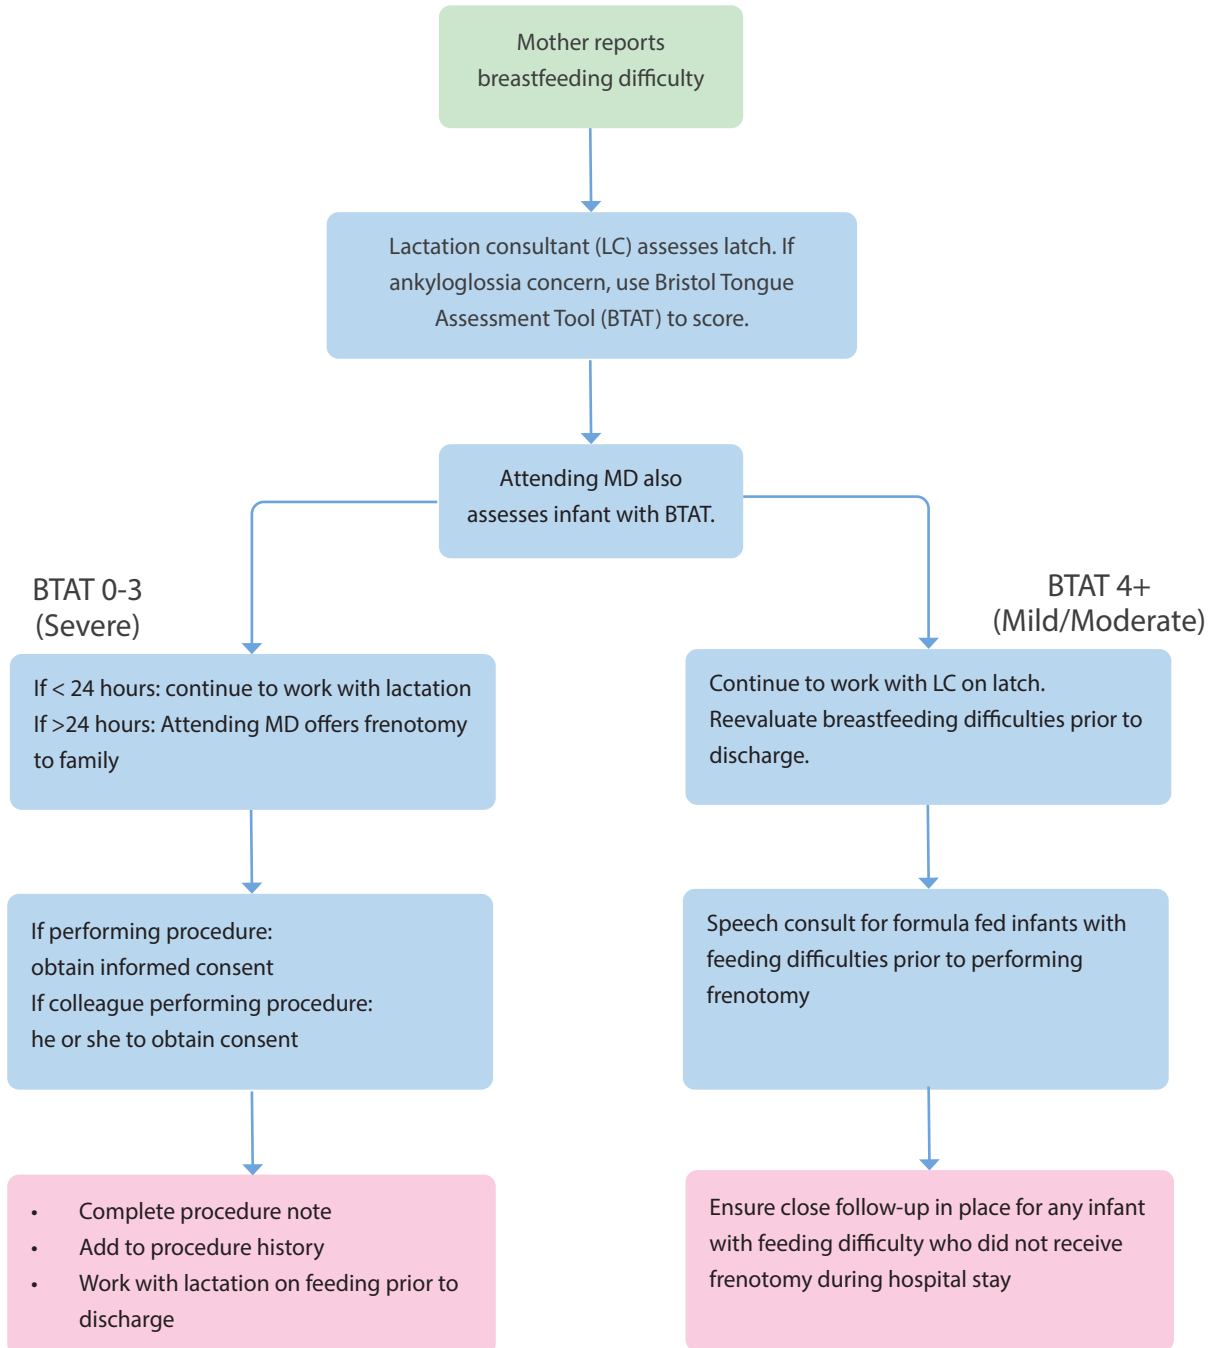 Mother reports
breastfeeding difficulty
Lactation consultant (LC) assesses latch. If
ankyloglossia concern, use Bristol Tongue
Assessment Tool (BTAT) to score.
Attending MD also
assesses infant with BTAT.
BTAT 0-3
(Severe)
If < 24 hours: continue to work with lactation
If >24 hours: Attending MD offers frenotomy
to family
If performing procedure:
obtain informed consent
If colleague performing procedure:
he or she to obtain consent
• Complete procedure note
• Add to procedure history
• Work with lactation on feeding prior to
discharge
BTAT 4+
(Mild/Moderate)
Continue to work with LC on latch.
Reevaluate breastfeeding difficulties prior to
discharge.
Speech consult for formula fed infants with
feeding difficulties prior to performing
frenotomy
Ensure close follow-up in place for any infant
with feeding difficulty who did not receive
frenotomy during hospital stay